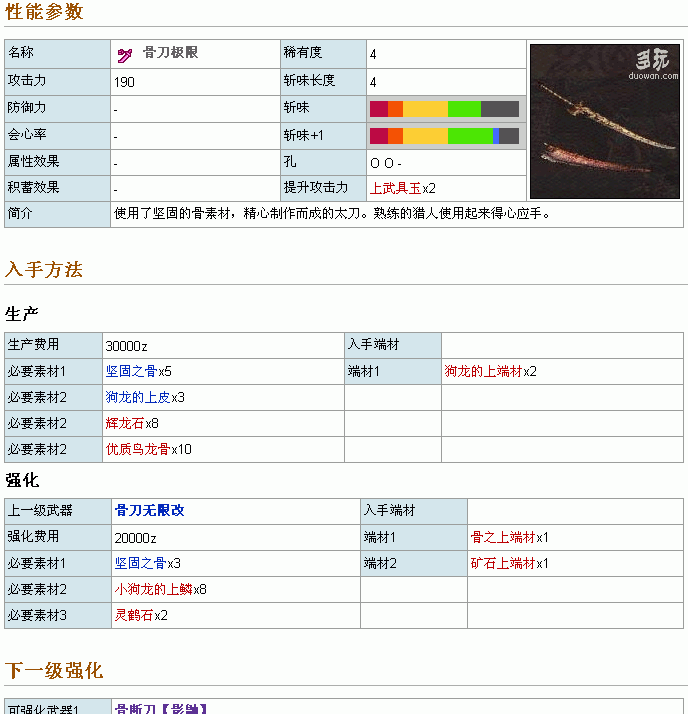 性能参数
名称 骨刀极限 稀有度 4
多玩
duowan.com
攻击力 190 斩味长度 4
防御力 - 斩味
会心率 - 斩味+1
属性效果 - 孔 O O -
积蓄效果 - 提升攻击力 上武具玉x2
简介 使用了坚固的骨素材，精心制作而成的太刀。熟练的猎人使用起来得心应手。
入手方法
生产
生产费用 30000z 入手端材
必要素材1 坚固之骨x5 端材1 狗龙的上端材x2
必要素材2 狗龙的上皮x3
必要素材2 辉龙石x8
必要素材2 优质鸟龙骨x10
强化
上一级武器 骨刀无限改 入手端材
强化费用 20000z 端材1 骨之上端材x1
必要素材1 坚固之骨x3 端材2 矿石上端材x1
必要素材2 小狗龙的上鳞x8
必要素材3 灵鹤石x2
下一级强化
可强化武器1 骨断刀【影蚀】